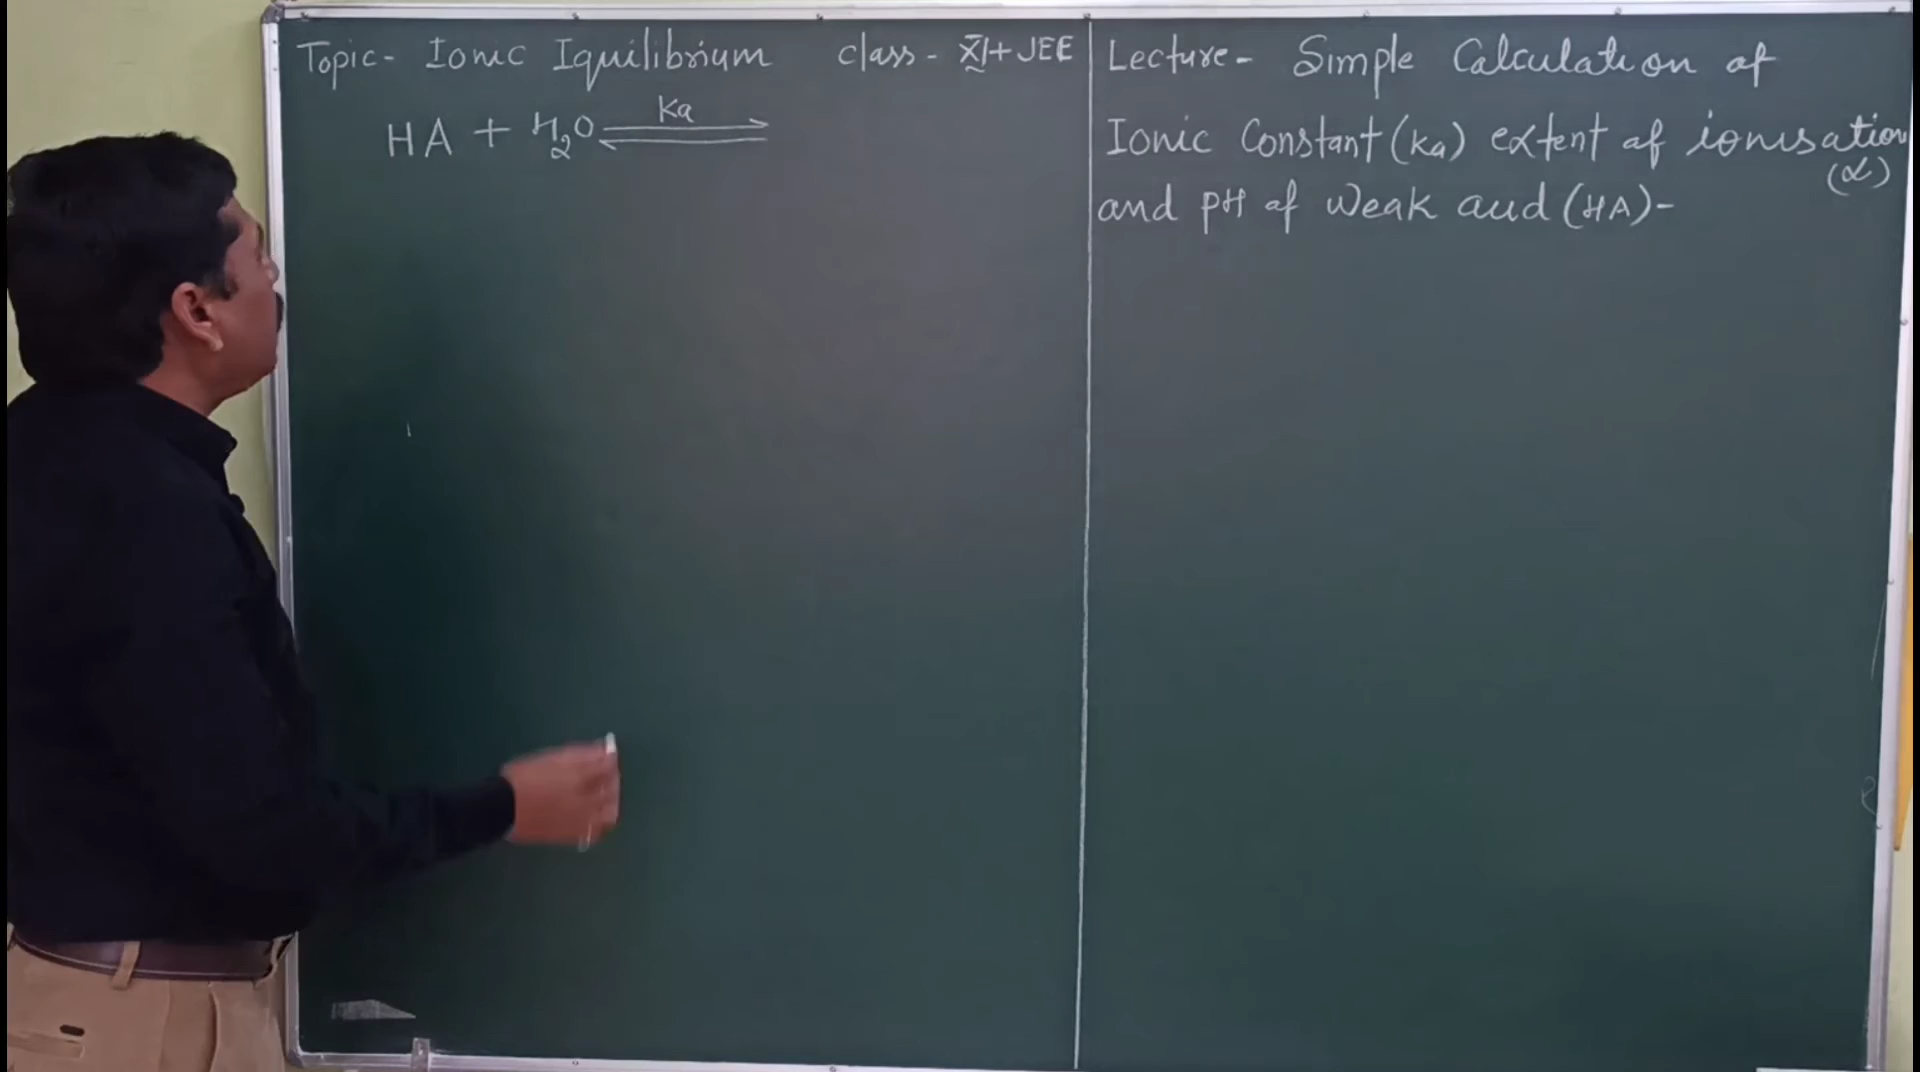 Topic- Ionic Iquilibrium class- XI+JEE
HA + H2O ⇌ Ka
Lecture- Simple Calculation of
Ionic Constant (Ka) extent of ionisation
(α)
and pH of Weak acid (HA)-